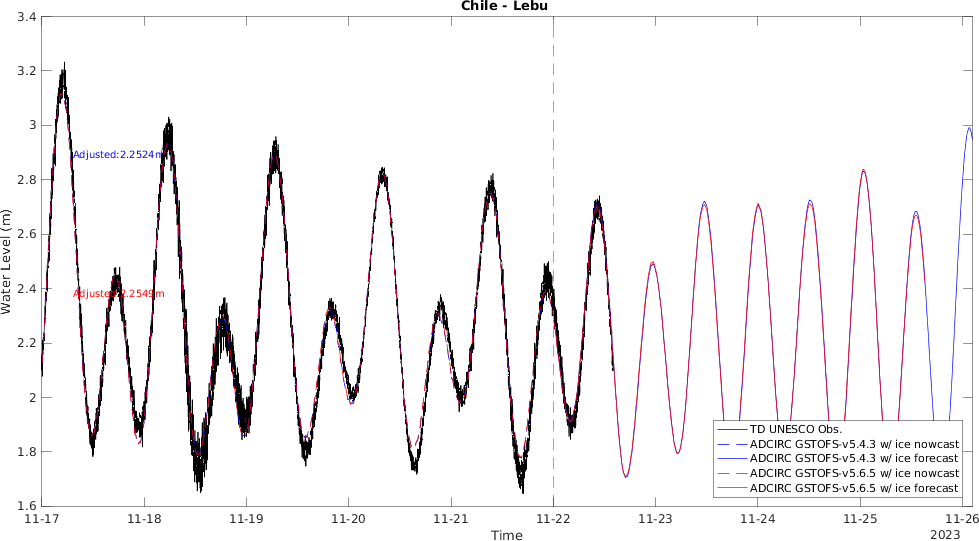 Chile - Lebu
3.4
3.2
3
2.8
2.6
2.4
2.2
2
1.8
1.6
Water Level (m)
Adjusted:2.2524m
Adjusted:2.2549m
TD UNESCO Obs.
ADCIRC GSTOFS-v5.4.3 w/ ice nowcast
ADCIRC GSTOFS-v5.4.3 w/ ice forecast
ADCIRC GSTOFS-v5.6.5 w/ ice nowcast
ADCIRC GSTOFS-v5.6.5 w/ ice forecast
11-17 11-18 11-19 11-20 11-21 11-22 11-23 11-24 11-25 11-26
Time
2023